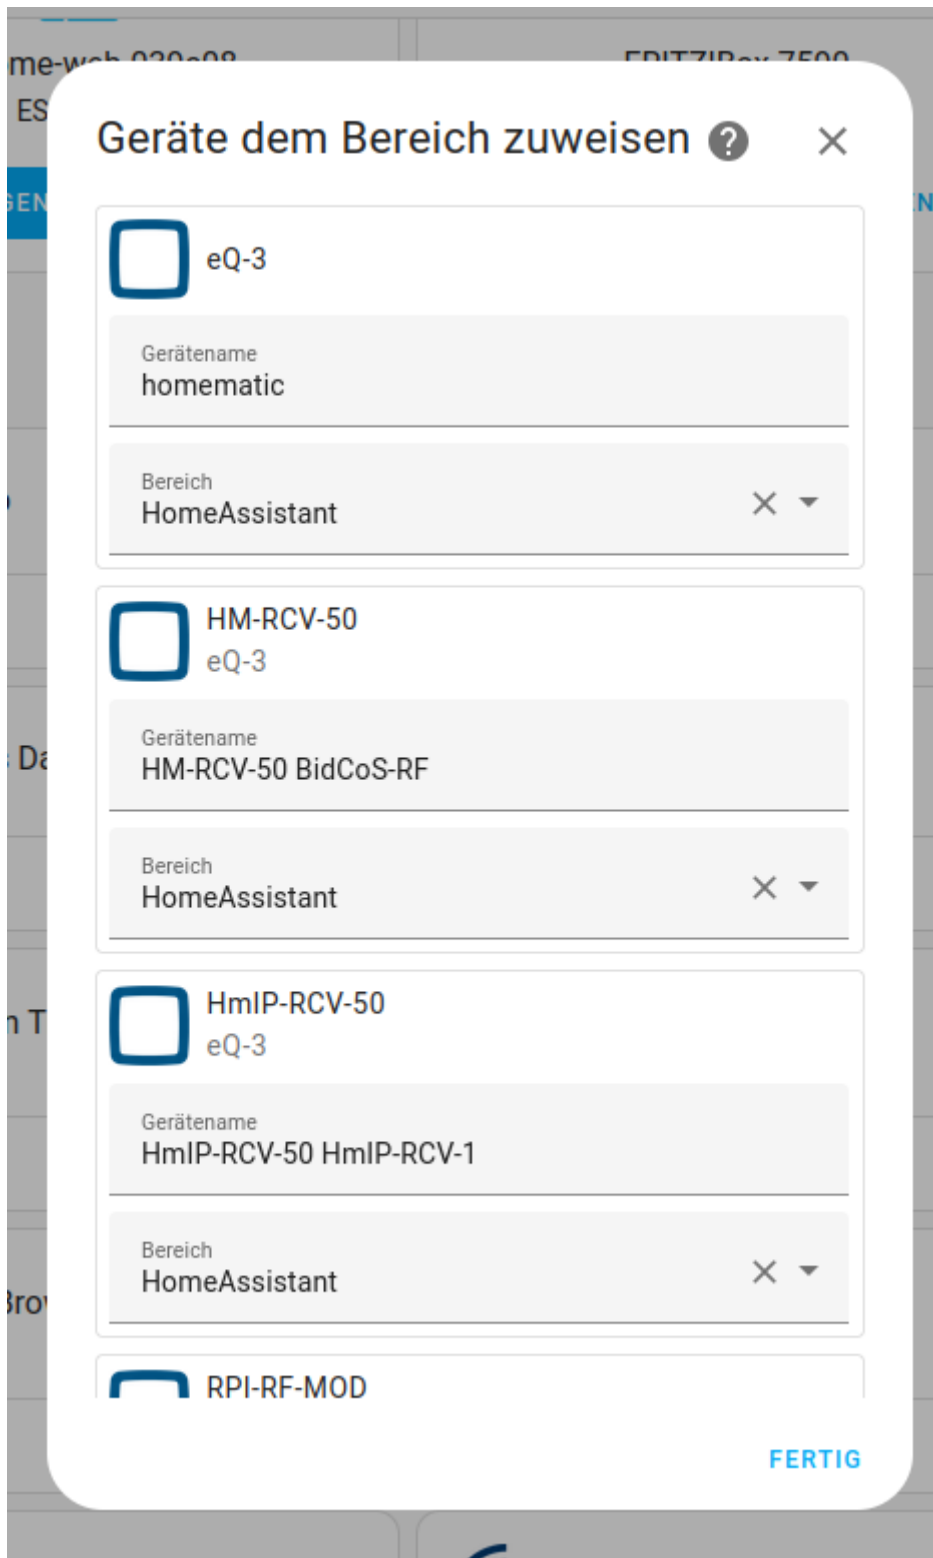 Geräte dem Bereich zuweisen
eQ-3
Gerätename
homematic
Bereich
HomeAssistant
HM-RCV-50
eQ-3
Gerätename
HM-RCV-50 BidCoS-RF
Bereich
HomeAssistant
HmIP-RCV-50
eQ-3
Gerätename
HmIP-RCV-50 HmIP-RCV-1
Bereich
HomeAssistant
RPI-RF-MOD
FERTIG